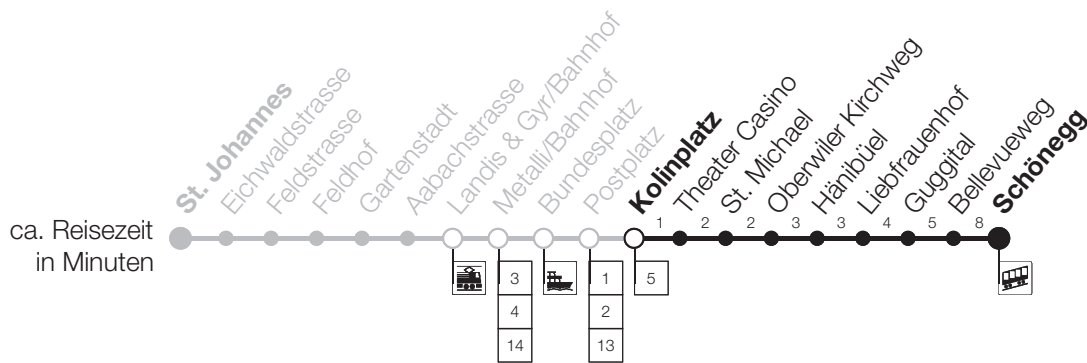 St. Johannes
Eichwaldstrasse
Feldstrasse
Feldhof
Gartenstadt
Aabachstrasse
Landis & Gyr/Bahnhof
Metalli/Bahnhof
Bundesplatz
Postplatz
Kolinplatz
Theater Casino
St. Michael
Oberwiler Kirchweg
Hänibüel
Liebfrauenhof
Guggital
Bellevueweg
Schönegg
ca. Reisezeit
in Minuten
1 2 2 3 3 4 5 8
3 1 5
4 2
14 13